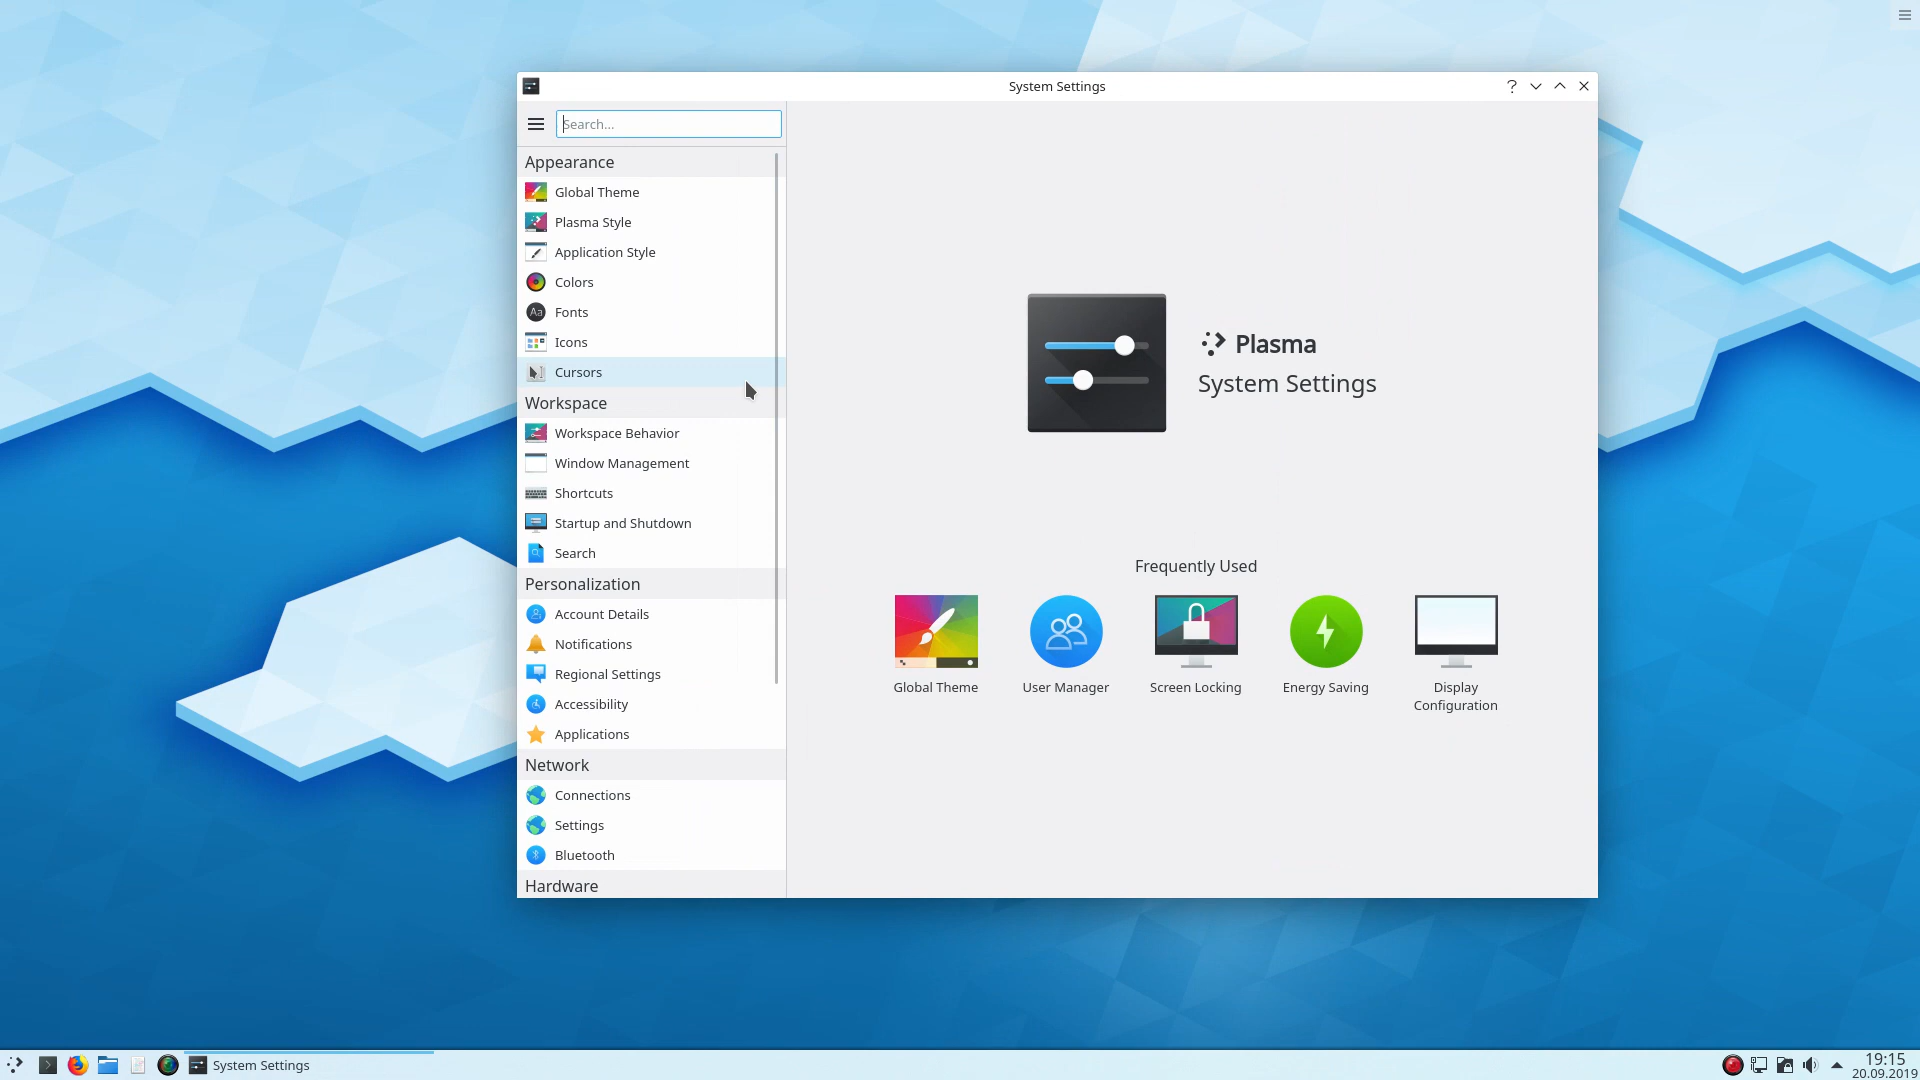 System Settings
Search...
Appearance
Global Theme
Plasma Style
Application Style
Colors
Aa
Fonts
Icons
Cursors
Workspace
Workspace Behavior
Window Management
Shortcuts
Startup and Shutdown
Search
Personalization
Account Details
Notifications
Regional Settings
Accessibility
Applications
Network
Connections
Settings
Bluetooth
Hardware
Plasma
System Settings
Frequently Used
Global Theme
User Manager
Screen Locking
Energy Saving
Display
Configuration
System Settings
19:15
20.09.2019